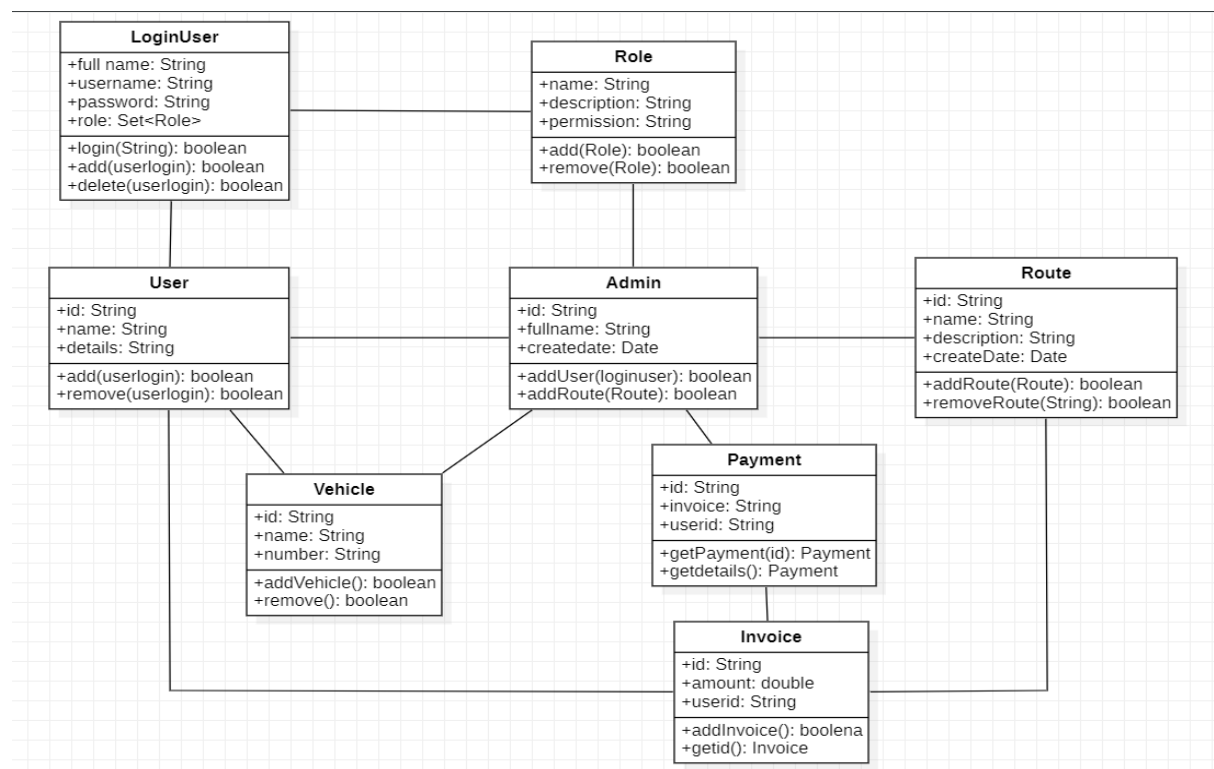 LoginUser
+full name: String
+username: String
+password: String
+role: Set<Role>
+login(String): boolean
+add(userlogin): boolean
+delete(userlogin): boolean
Role
+name: String
+description: String
+permission: String
+add(Role): boolean
+remove(Role): boolean
User
+id: String
+name: String
+details: String
+add(userlogin): boolean
+remove(userlogin): boolean
Admin
+id: String
+fullname: String
+createdate: Date
+addUser(loginuser): boolean
+addRoute(Route): boolean
Route
+id: String
+name: String
+description: String
+createDate: Date
+addRoute(Route): boolean
+removeRoute(String): boolean
Vehicle
+id: String
+name: String
+number: String
+addVehicle(): boolean
+remove(): boolean
Payment
+id: String
+invoice: String
+userid: String
+getPayment(id): Payment
+getdetails(): Payment
Invoice
+id: String
+amount: double
+userid: String
+addInvoice(): boolena
+getid(): Invoice